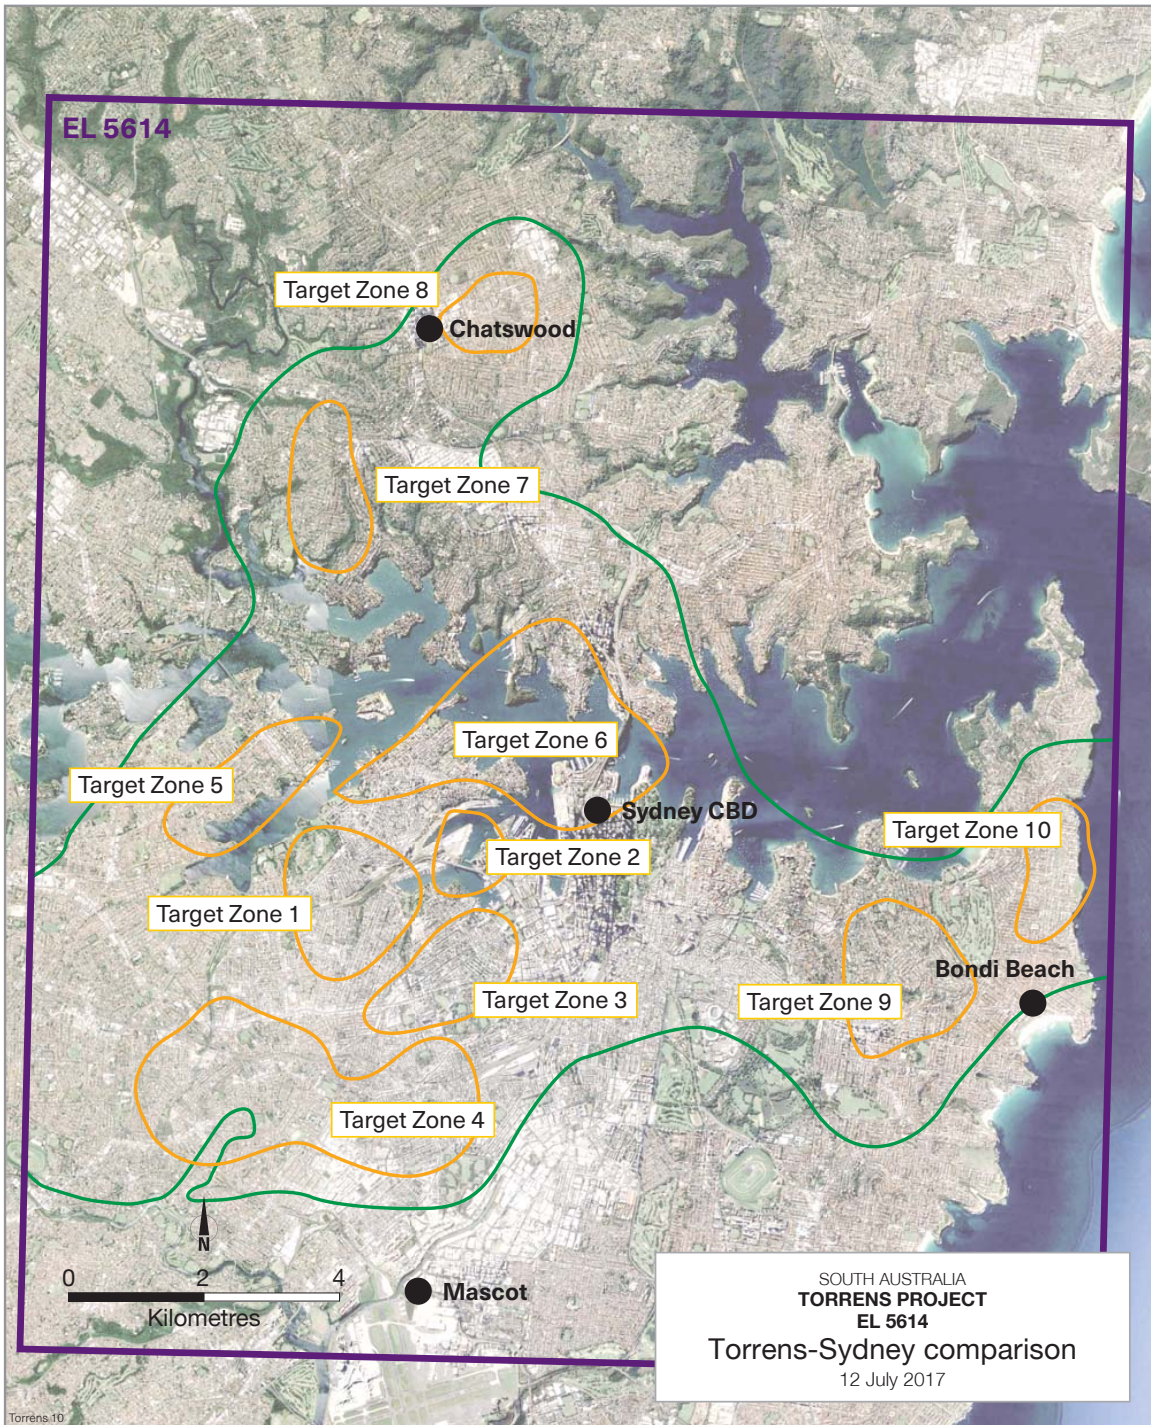 EL 5614
Target Zone 8
Chatswood
Target Zone 7
Target Zone 6
Target Zone 5
Sydney CBD
Target Zone 10
Target Zone 2
Target Zone 1
Bondi Beach
Target Zone 3
Target Zone 9
Target Zone 4
N
0 2 4
Kilometres
Mascot
SOUTH AUSTRALIA
TORRENS PROJECT
EL 5614
Torrens-Sydney comparison
12 July 2017
Torrens 10